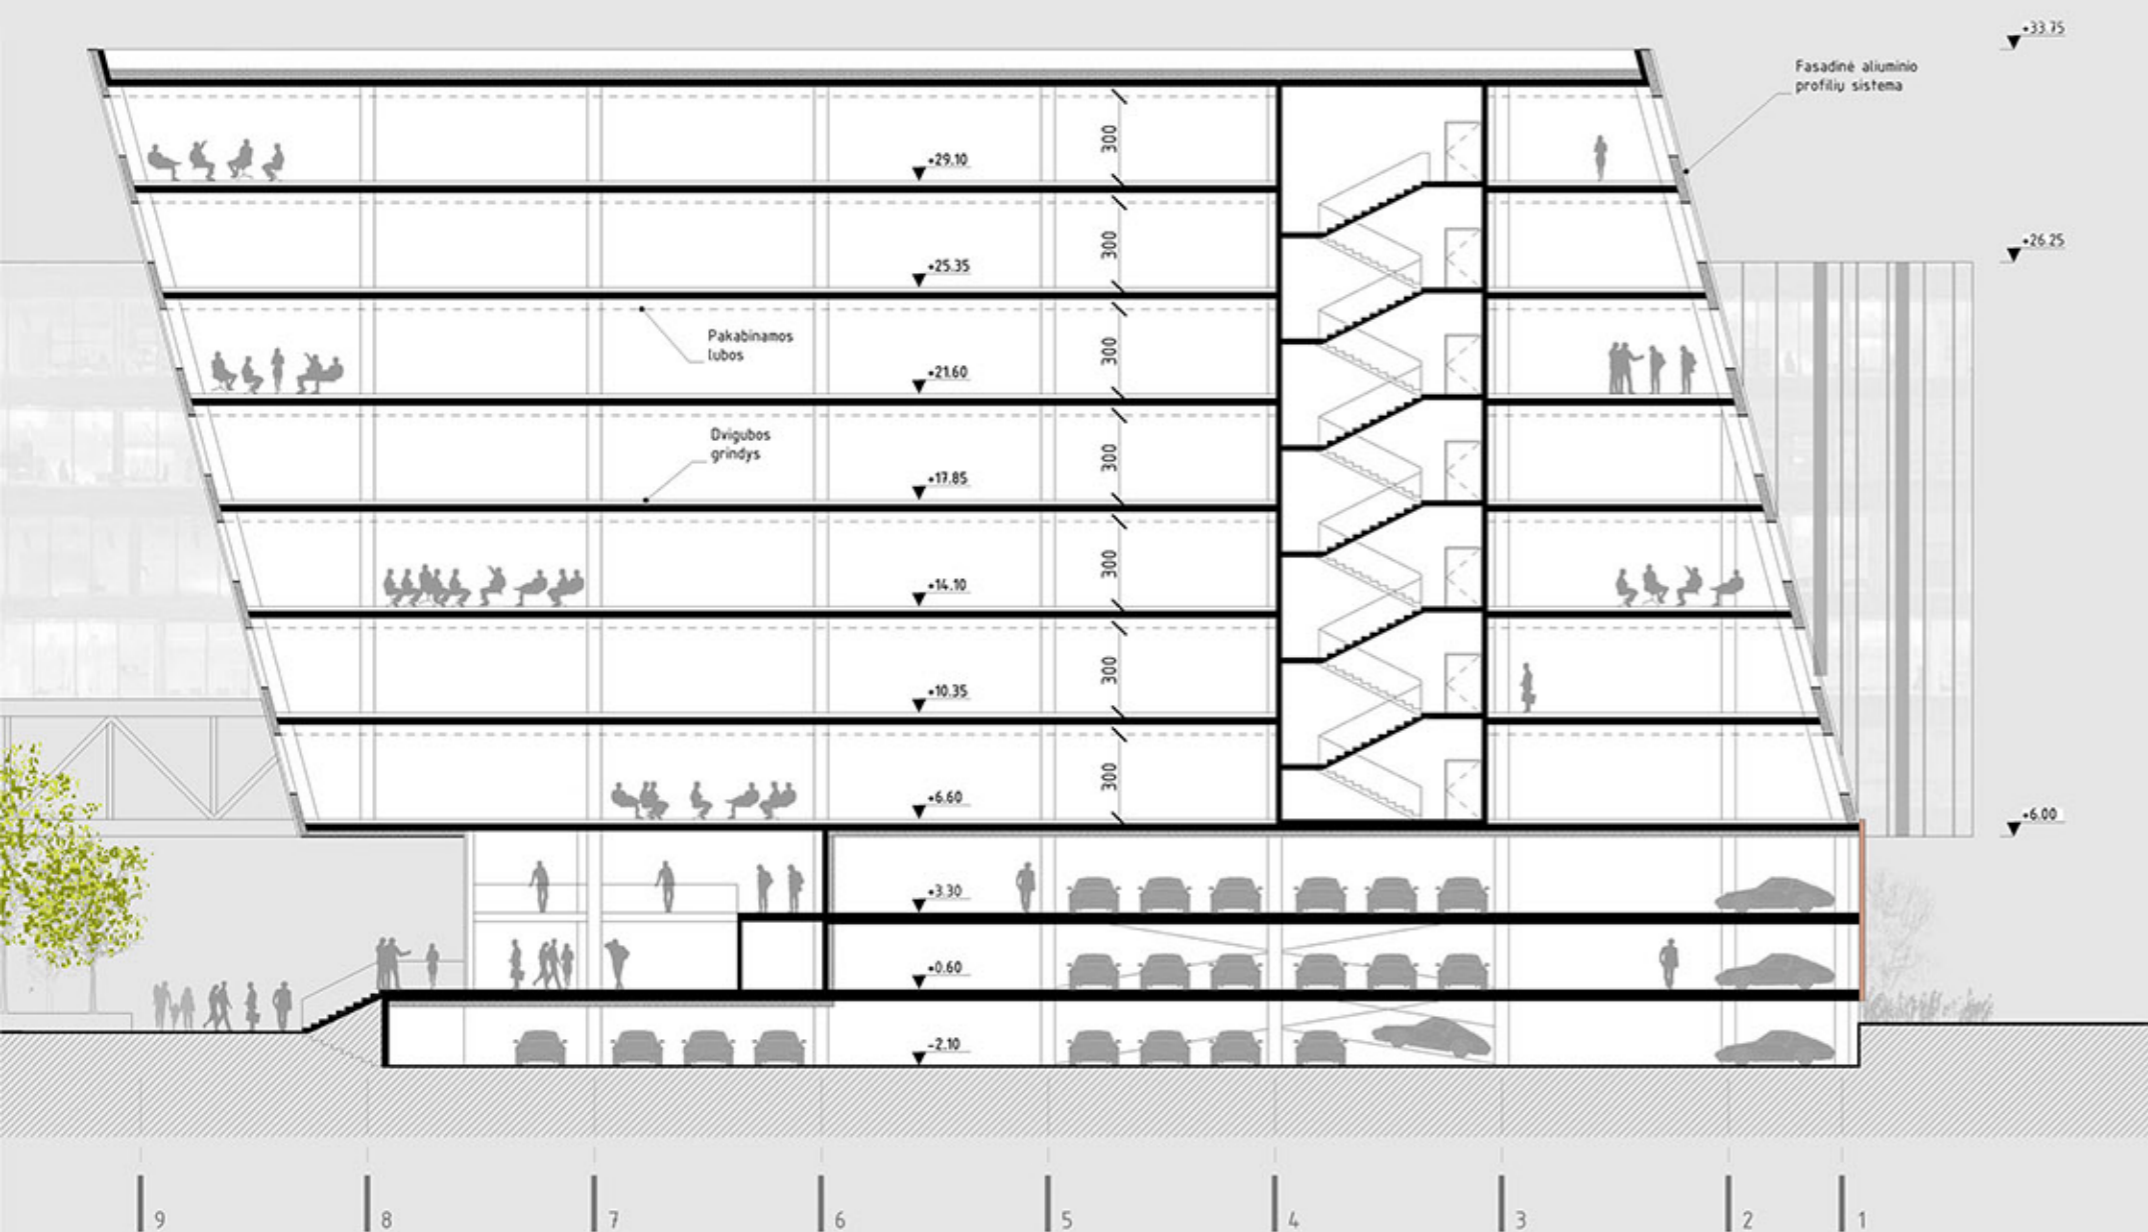 +33.75
Fasadinė aliuminio
profilių sistema
300
+29.10
300
+26.25
+25.35
Pakabinamos
lubos
300
+21.60
Dvigubos
grindys
300
+17.85
300
+14.10
300
+10.35
300
+6.60
+6.00
+3.30
+0.60
-2.10
9 8 7 6 5 4 3 2 1